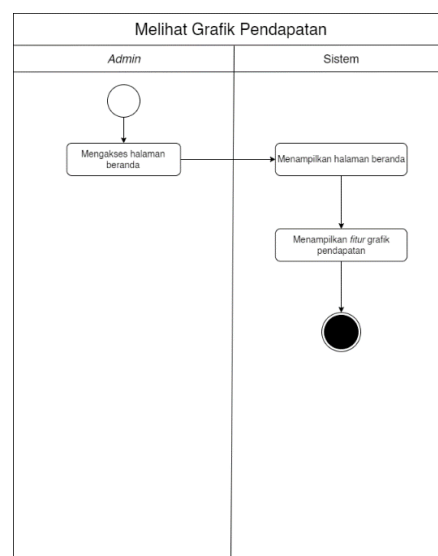 Melihat Grafik Pendapatan
Admin
Sistem
Mengakses halaman
beranda
Menampilkan halaman beranda
Menampilkan fitur grafik
pendapatan